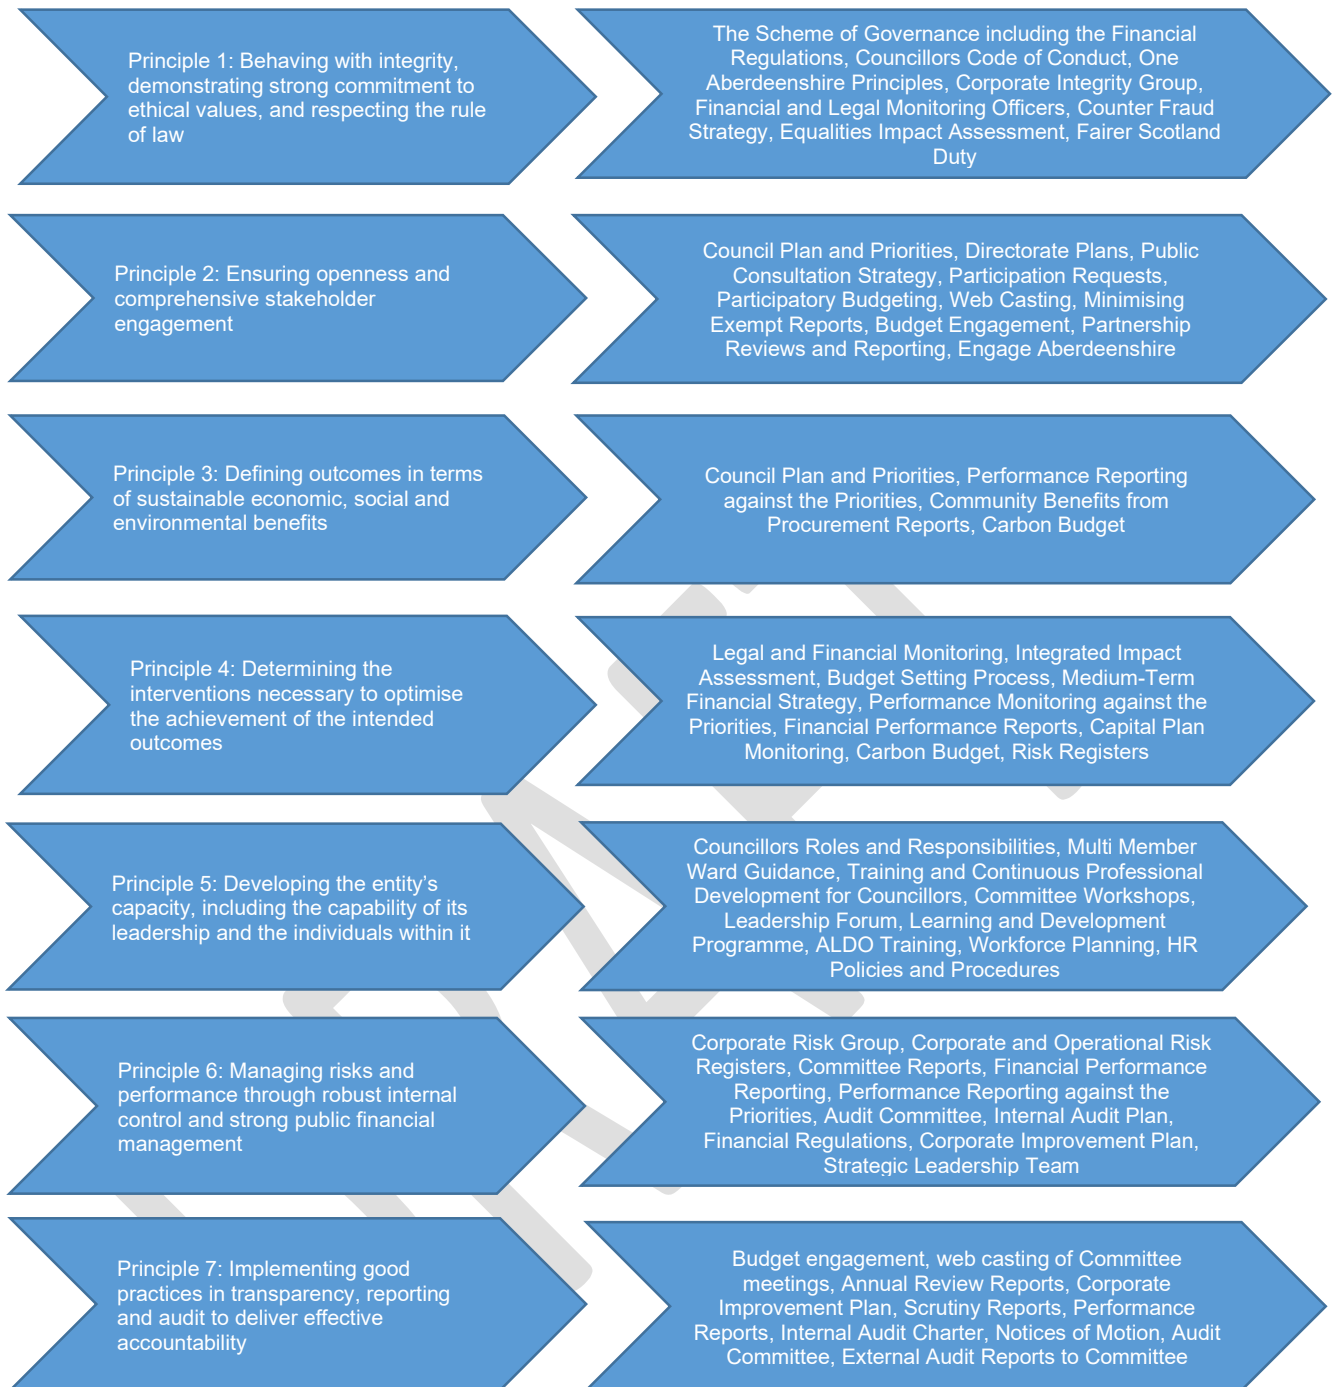 Principle 1: Behaving with integrity,
demonstrating strong commitment to
ethical values, and respecting the rule
of law
The Scheme of Governance including the Financial
Regulations, Councillors Code of Conduct, One
Aberdeenshire Principles, Corporate Integrity Group,
Financial and Legal Monitoring Officers, Counter Fraud
Strategy, Equalities Impact Assessment, Fairer Scotland
Duty
Principle 2: Ensuring openness and
comprehensive stakeholder
engagement
Council Plan and Priorities, Directorate Plans, Public
Consultation Strategy, Participation Requests,
Participatory Budgeting, Web Casting, Minimising
Exempt Reports, Budget Engagement, Partnership
Reviews and Reporting, Engage Aberdeenshire
Principle 3: Defining outcomes in terms
of sustainable economic, social and
environmental benefits
Council Plan and Priorities, Performance Reporting
against the Priorities, Community Benefits from
Procurement Reports, Carbon Budget
Principle 4: Determining the
interventions necessary to optimise
the achievement of the intended
outcomes
Legal and Financial Monitoring, Integrated Impact
Assessment, Budget Setting Process, Medium-Term
Financial Strategy, Performance Monitoring against the
Priorities, Financial Performance Reports, Capital Plan
Monitoring, Carbon Budget, Risk Registers
Principle 5: Developing the entity's
capacity, including the capability of its
leadership and the individuals within it
Councillors Roles and Responsibilities, Multi Member
Ward Guidance, Training and Continuous Professional
Development for Councillors, Committee Workshops,
Leadership Forum, Learning and Development
Programme, ALDO Training, Workforce Planning, HR
Policies and Procedures
Principle 6: Managing risks and
performance through robust internal
control and strong public financial
management
Corporate Risk Group, Corporate and Operational Risk
Registers, Committee Reports, Financial Performance
Reporting, Performance Reporting against the
Priorities, Audit Committee, Internal Audit Plan,
Financial Regulations, Corporate Improvement Plan,
Strategic Leadership Team
Principle 7: Implementing good
practices in transparency, reporting
and audit to deliver effective
accountability
Budget engagement, web casting of Committee
meetings, Annual Review Reports, Corporate
Improvement Plan, Scrutiny Reports, Performance
Reports, Internal Audit Charter, Notices of Motion, Audit
Committee, External Audit Reports to Committee
DRAFT